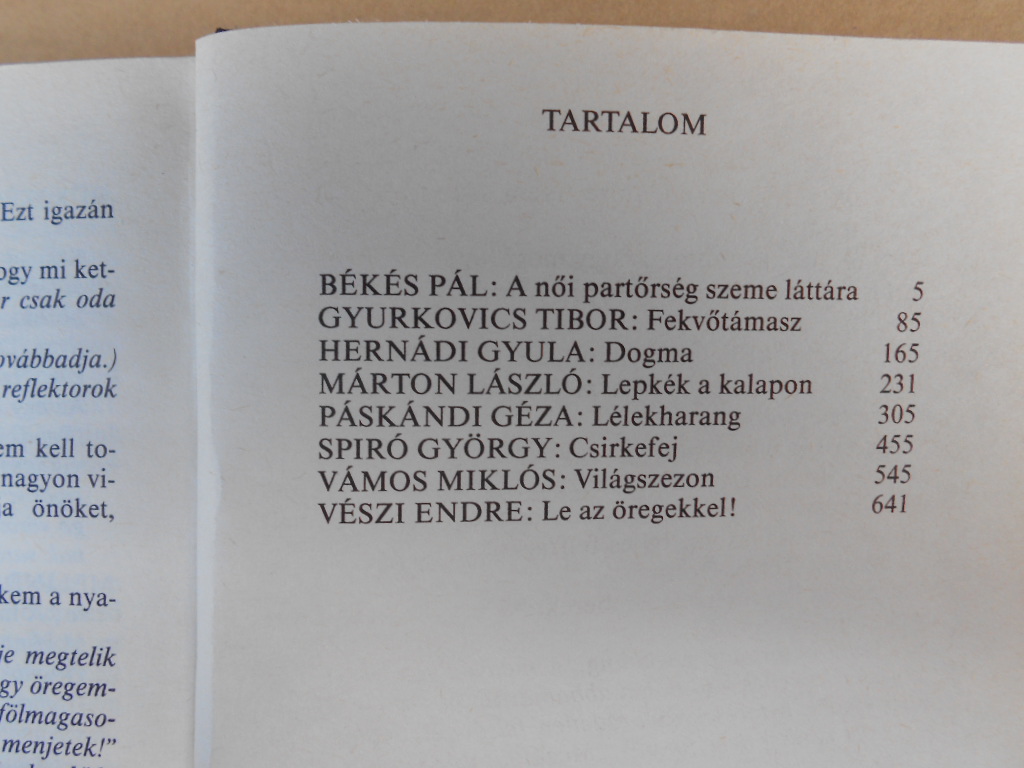 Ezt igazán
ogy mi ket-
r csak oda
ovábbadja.)
reflektorok
em kell to-
nagyon vi-
a önöket,
kem a nya-
je megtelik
gy öregem-
fölmagaso-
menjetek!”
TARTALOM
BÉKÉS PÁL: A női partőrség szeme láttára 5
GYURKOVICS TIBOR: Fekvőtámasz 85
HERNÁDI GYULA: Dogma 165
MÁRTON LÁSZLÓ: Lepkék a kalapon 231
PÁSKÁNDI GÉZA: Lélekharang 305
SPIRÓ GYÖRGY: Csirkefej 455
VÁMOS MIKLÓS: Világszezon 545
VÉSZI ENDRE: Le az öregekkel! 641